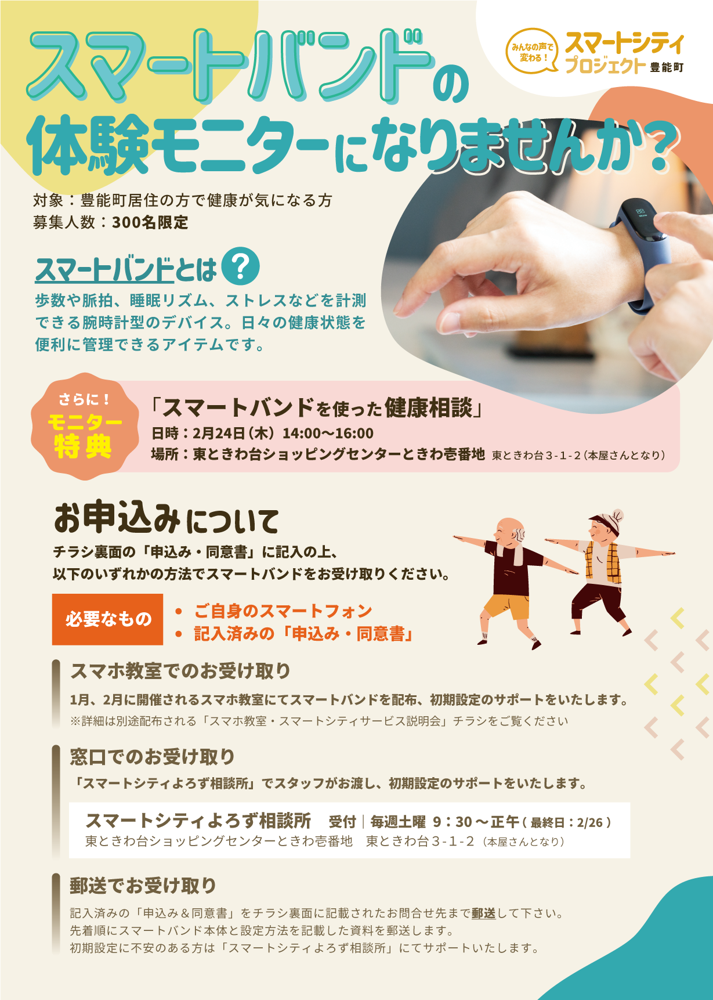 スマートバンドの
体験モニターになりませんか?
みんなの声で
変わる!
スマートシティ
プロジェクト 豊能町
対象:豊能町居住の方で健康が気になる方
募集人数:300名限定
スマートバンドとは?
歩数や脈拍、睡眠リズム、ストレスなどを計測
できる腕時計型のデバイス。日々の健康状態を
便利に管理できるアイテムです。
さらに!
モニター
特典
「スマートバンドを使った健康相談」
日時:2月24日(木) 14:00〜16:00
場所:東ときわ台ショッピングセンターときわ壱番地 東ときわ台3-1-2(本屋さんとなり)
お申込みについて
チラシ裏面の「申込み・同意書」に記入の上、
以下のいずれかの方法でスマートバンドをお受け取りください。
必要なもの
• ご自身のスマートフォン
• 記入済みの「申込み・同意書」
スマホ教室でのお受け取り
1月、2月に開催されるスマホ教室にてスマートバンドを配布、初期設定のサポートをいたします。
※詳細は別途配布される「スマホ教室・スマートシティサービス説明会」チラシをご覧ください
窓口でのお受け取り
「スマートシティよろず相談所」でスタッフがお渡し、初期設定のサポートをいたします。
スマートシティよろず相談所 受付|毎週土曜 9:30〜正午(最終日:2/26)
東ときわ台ショッピングセンターときわ壱番地 東ときわ台3-1-2(本屋さんとなり)
郵送でお受け取り
記入済みの「申込み&同意書」をチラシ裏面に記載されたお問合せ先まで郵送して下さい。
先着順にスマートバンド本体と設定方法を記載した資料を郵送します。
初期設定に不安のある方は「スマートシティよろず相談所」にてサポートいたします。